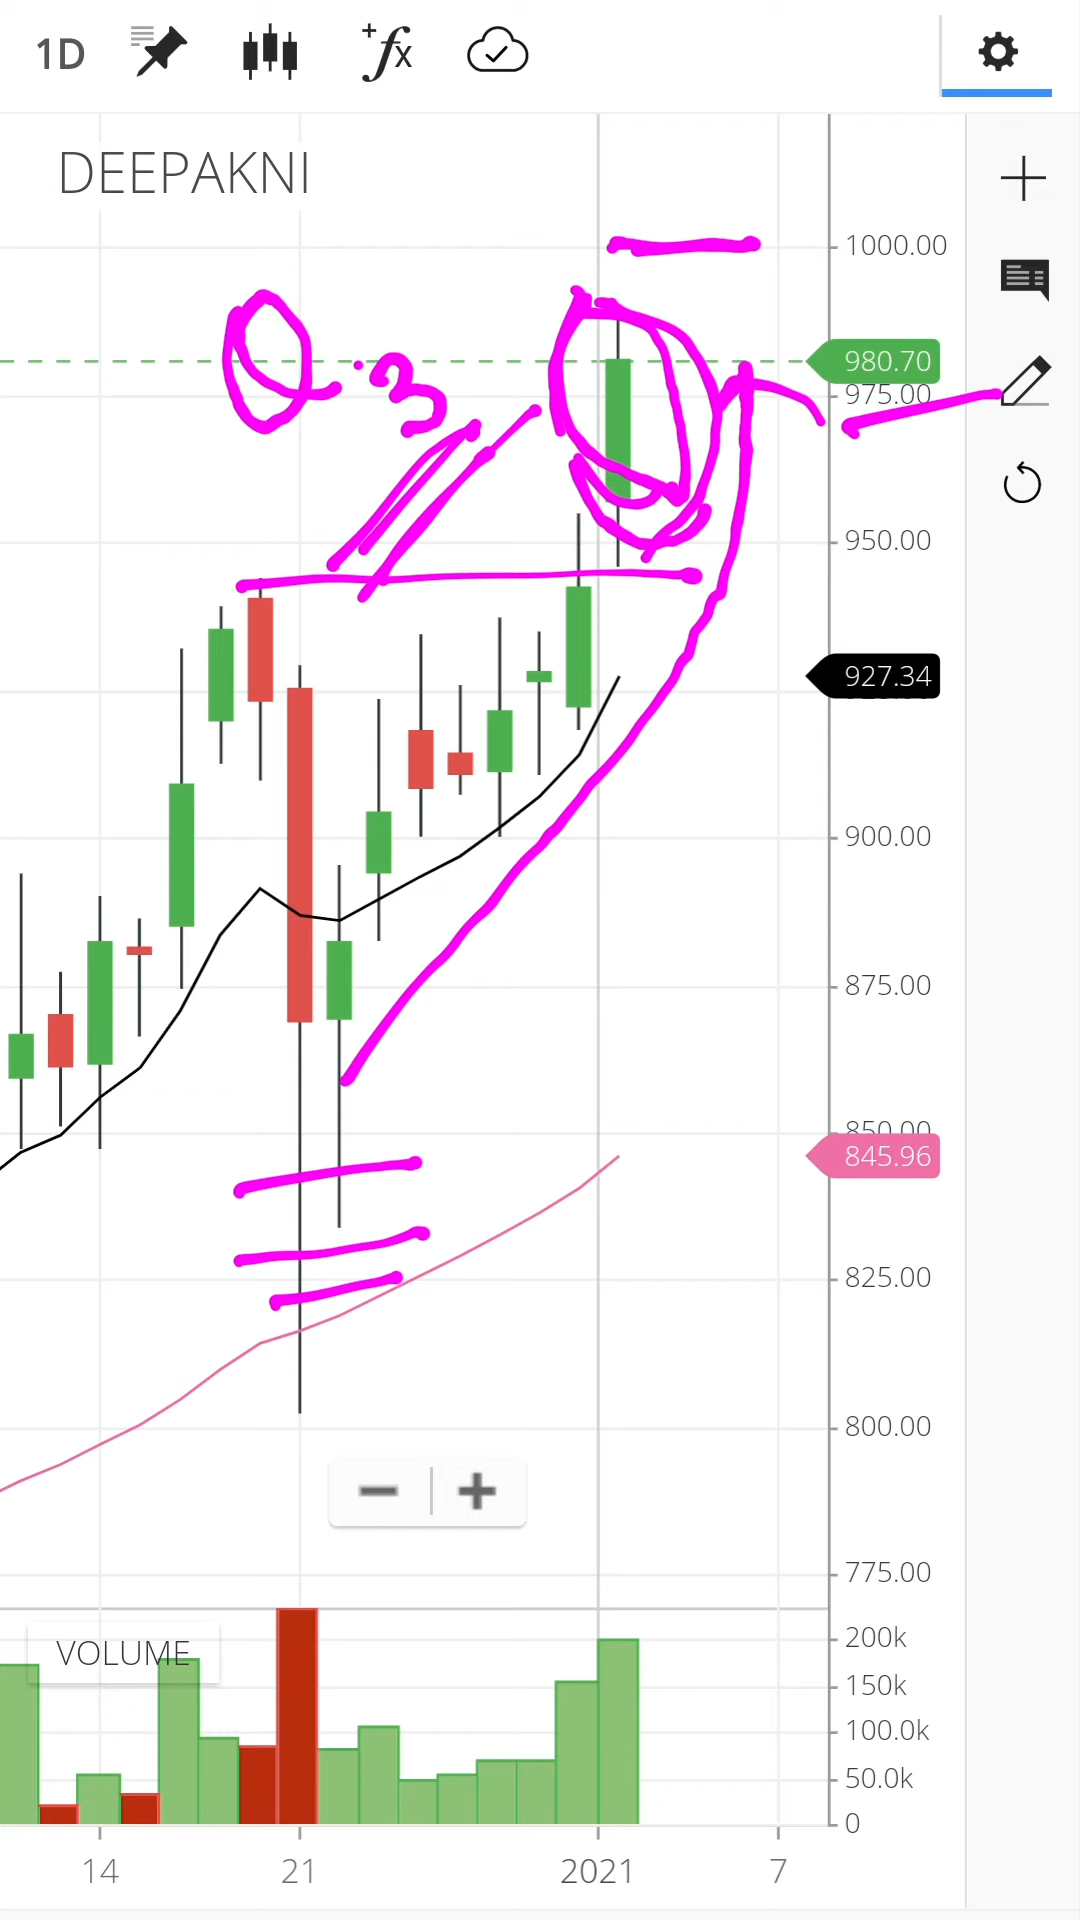 1D
DEEPAKNI
1000.00
980.70
975.00
950.00
927.34
900.00
875.00
850.00
845.96
825.00
800.00
775.00
VOLUME
200k
150k
100.0k
50.0k
0
14 21 2021 7